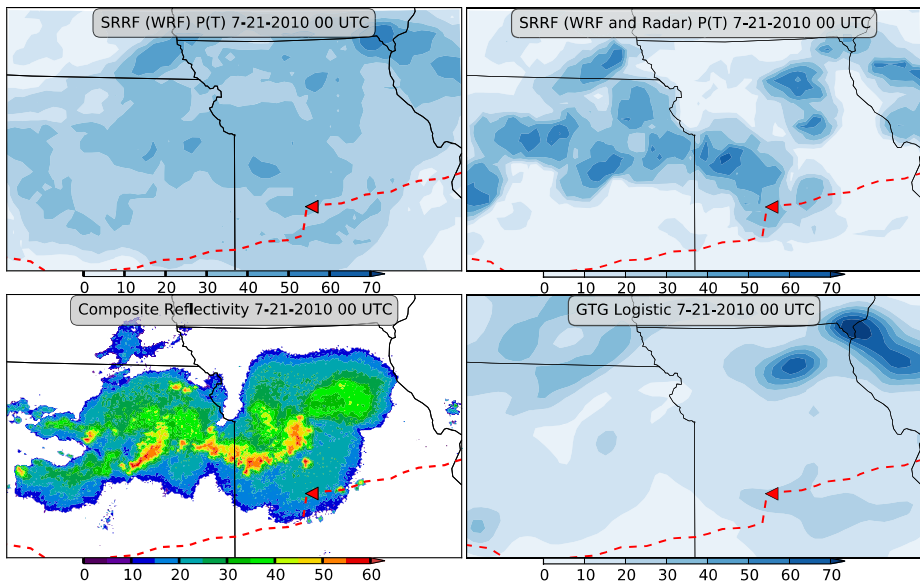 SRRF (WRF) P(T) 7-21-2010 00 UTC
SRRF (WRF and Radar) P(T) 7-21-2010 00 UTC
0 10 20 30 40 50 60 70
0 10 20 30 40 50 60 70
Composite Reflectivity 7-21-2010 00 UTC
GTG Logistic 7-21-2010 00 UTC
0 10 20 30 40 50 60
0 10 20 30 40 50 60 70